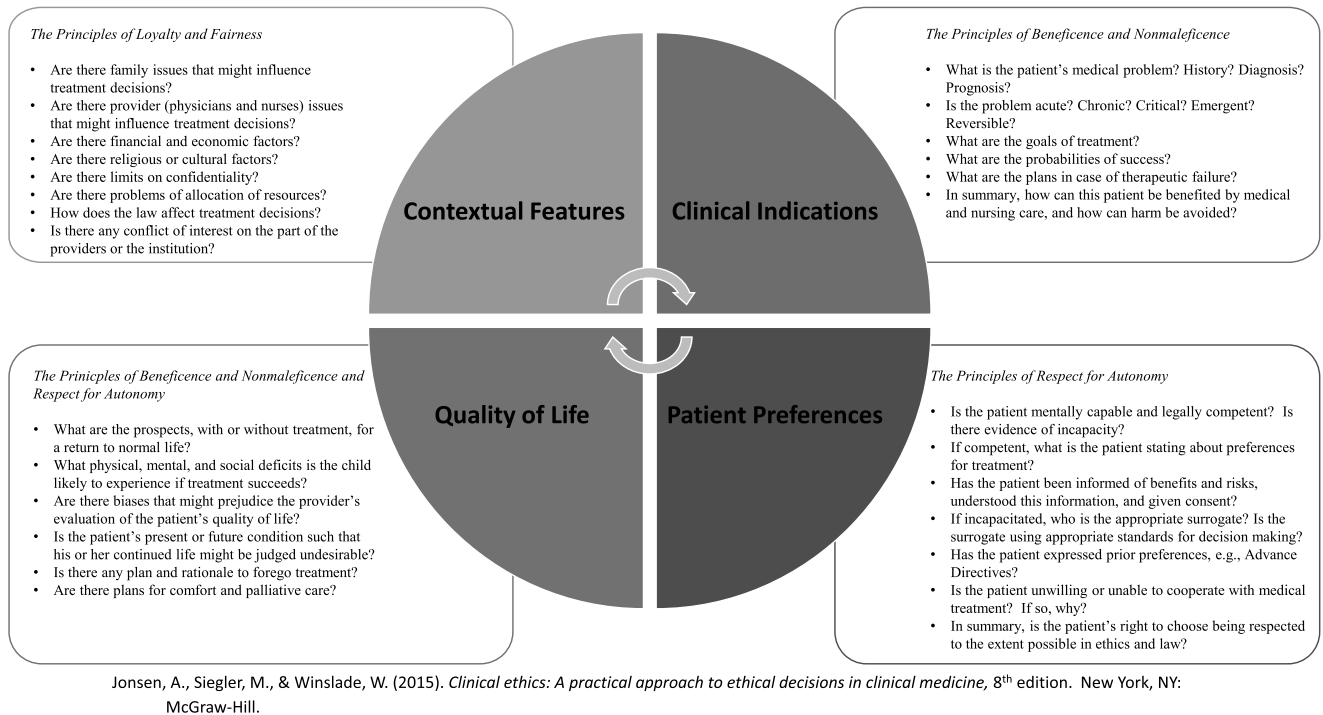 The Principles of Loyalty and Fairness
• Are there family issues that might influence
treatment decisions?
• Are there provider (physicians and nurses) issues
that might influence treatment decisions?
• Are there financial and economic factors?
• Are there religious or cultural factors?
• Are there limits on confidentiality?
• Are there problems of allocation of resources?
• How does the law affect treatment decisions?
• Is there any conflict of interest on the part of the
providers or the institution?
Contextual Features
Clinical Indications
The Principles of Beneficence and Nonmaleficence
• What is the patient's medical problem? History? Diagnosis?
Prognosis?
• Is the problem acute? Chronic? Critical? Emergent?
Reversible?
• What are the goals of treatment?
• What are the probabilities of success?
• What are the plans in case of therapeutic failure?
• In summary, how can this patient be benefited by medical
and nursing care, and how can harm be avoided?
The Prinicples of Beneficence and Nonmaleficence and
Respect for Autonomy
• What are the prospects, with or without treatment, for
a return to normal life?
• What physical, mental, and social deficits is the child
likely to experience if treatment succeeds?
• Are there biases that might prejudice the provider's
evaluation of the patient's quality of life?
• Is the patient's present or future condition such that
his or her continued life might be judged undesirable?
• Is there any plan and rationale to forego treatment?
• Are there plans for comfort and palliative care?
Quality of Life
Patient Preferences
The Principles of Respect for Autonomy
• Is the patient mentally capable and legally competent? Is
there evidence of incapacity?
• If competent, what is the patient stating about preferences
for treatment?
• Has the patient been informed of benefits and risks,
understood this information, and given consent?
• If incapacitated, who is the appropriate surrogate? Is the
surrogate using appropriate standards for decision making?
• Has the patient expressed prior preferences, e.g., Advance
Directives?
• Is the patient unwilling or unable to cooperate with medical
treatment? If so, why?
• In summary, is the patient's right to choose being respected
to the extent possible in ethics and law?
Jonsen, A., Siegler, M., & Winslade, W. (2015). Clinical ethics: A practical approach to ethical decisions in clinical medicine, 8th edition. New York, NY:
McGraw-Hill.